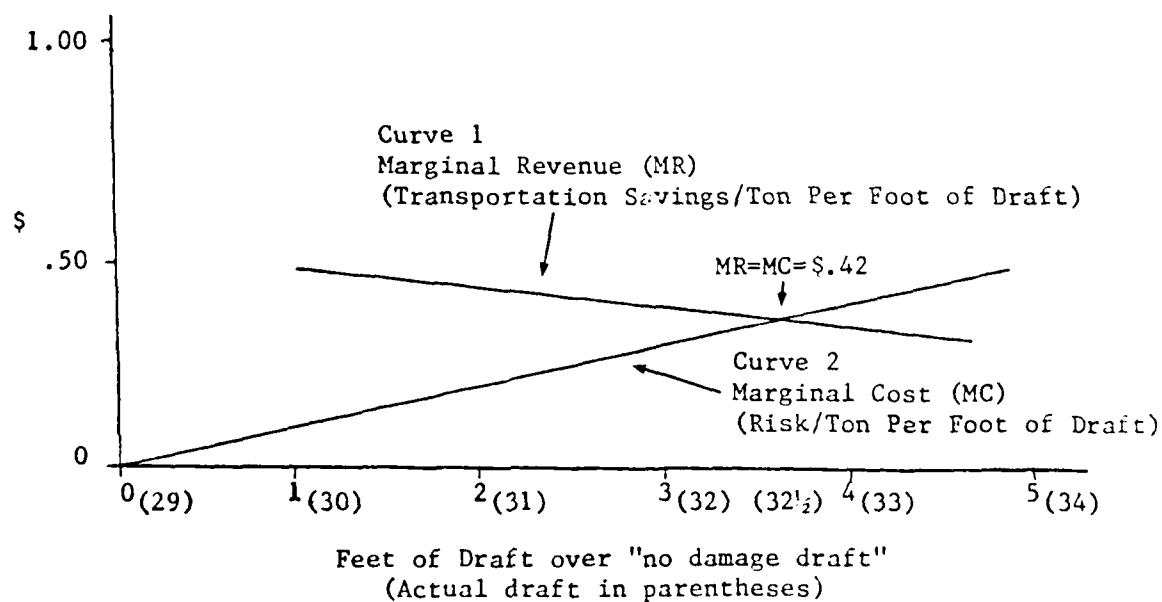 1.00
Curve 1
Marginal Revenue (MR)
(Transportation Savings/Ton Per Foot of Draft)
$
.50
MR=MC=$.42
Curve 2
Marginal Cost (MC)
(Risk/Ton Per Foot of Draft)
0
0(29) 1(30) 2(31) 3(32) (32½) 4(33) 5(34)
Feet of Draft over "no damage draft"
(Actual draft in parentheses)